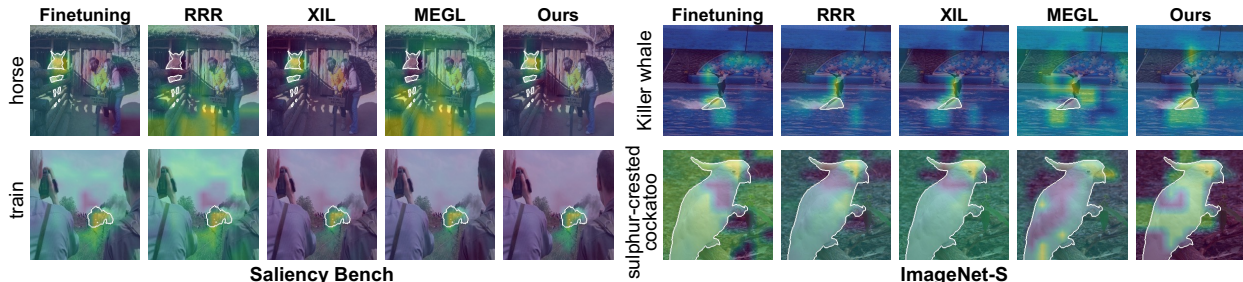 Finetuning RRR XIL MEGL Ours
horse
train
Saliency Bench
Finetuning RRR XIL MEGL Ours
Killer whale
sulphur-crested
cockatoo
ImageNet-S